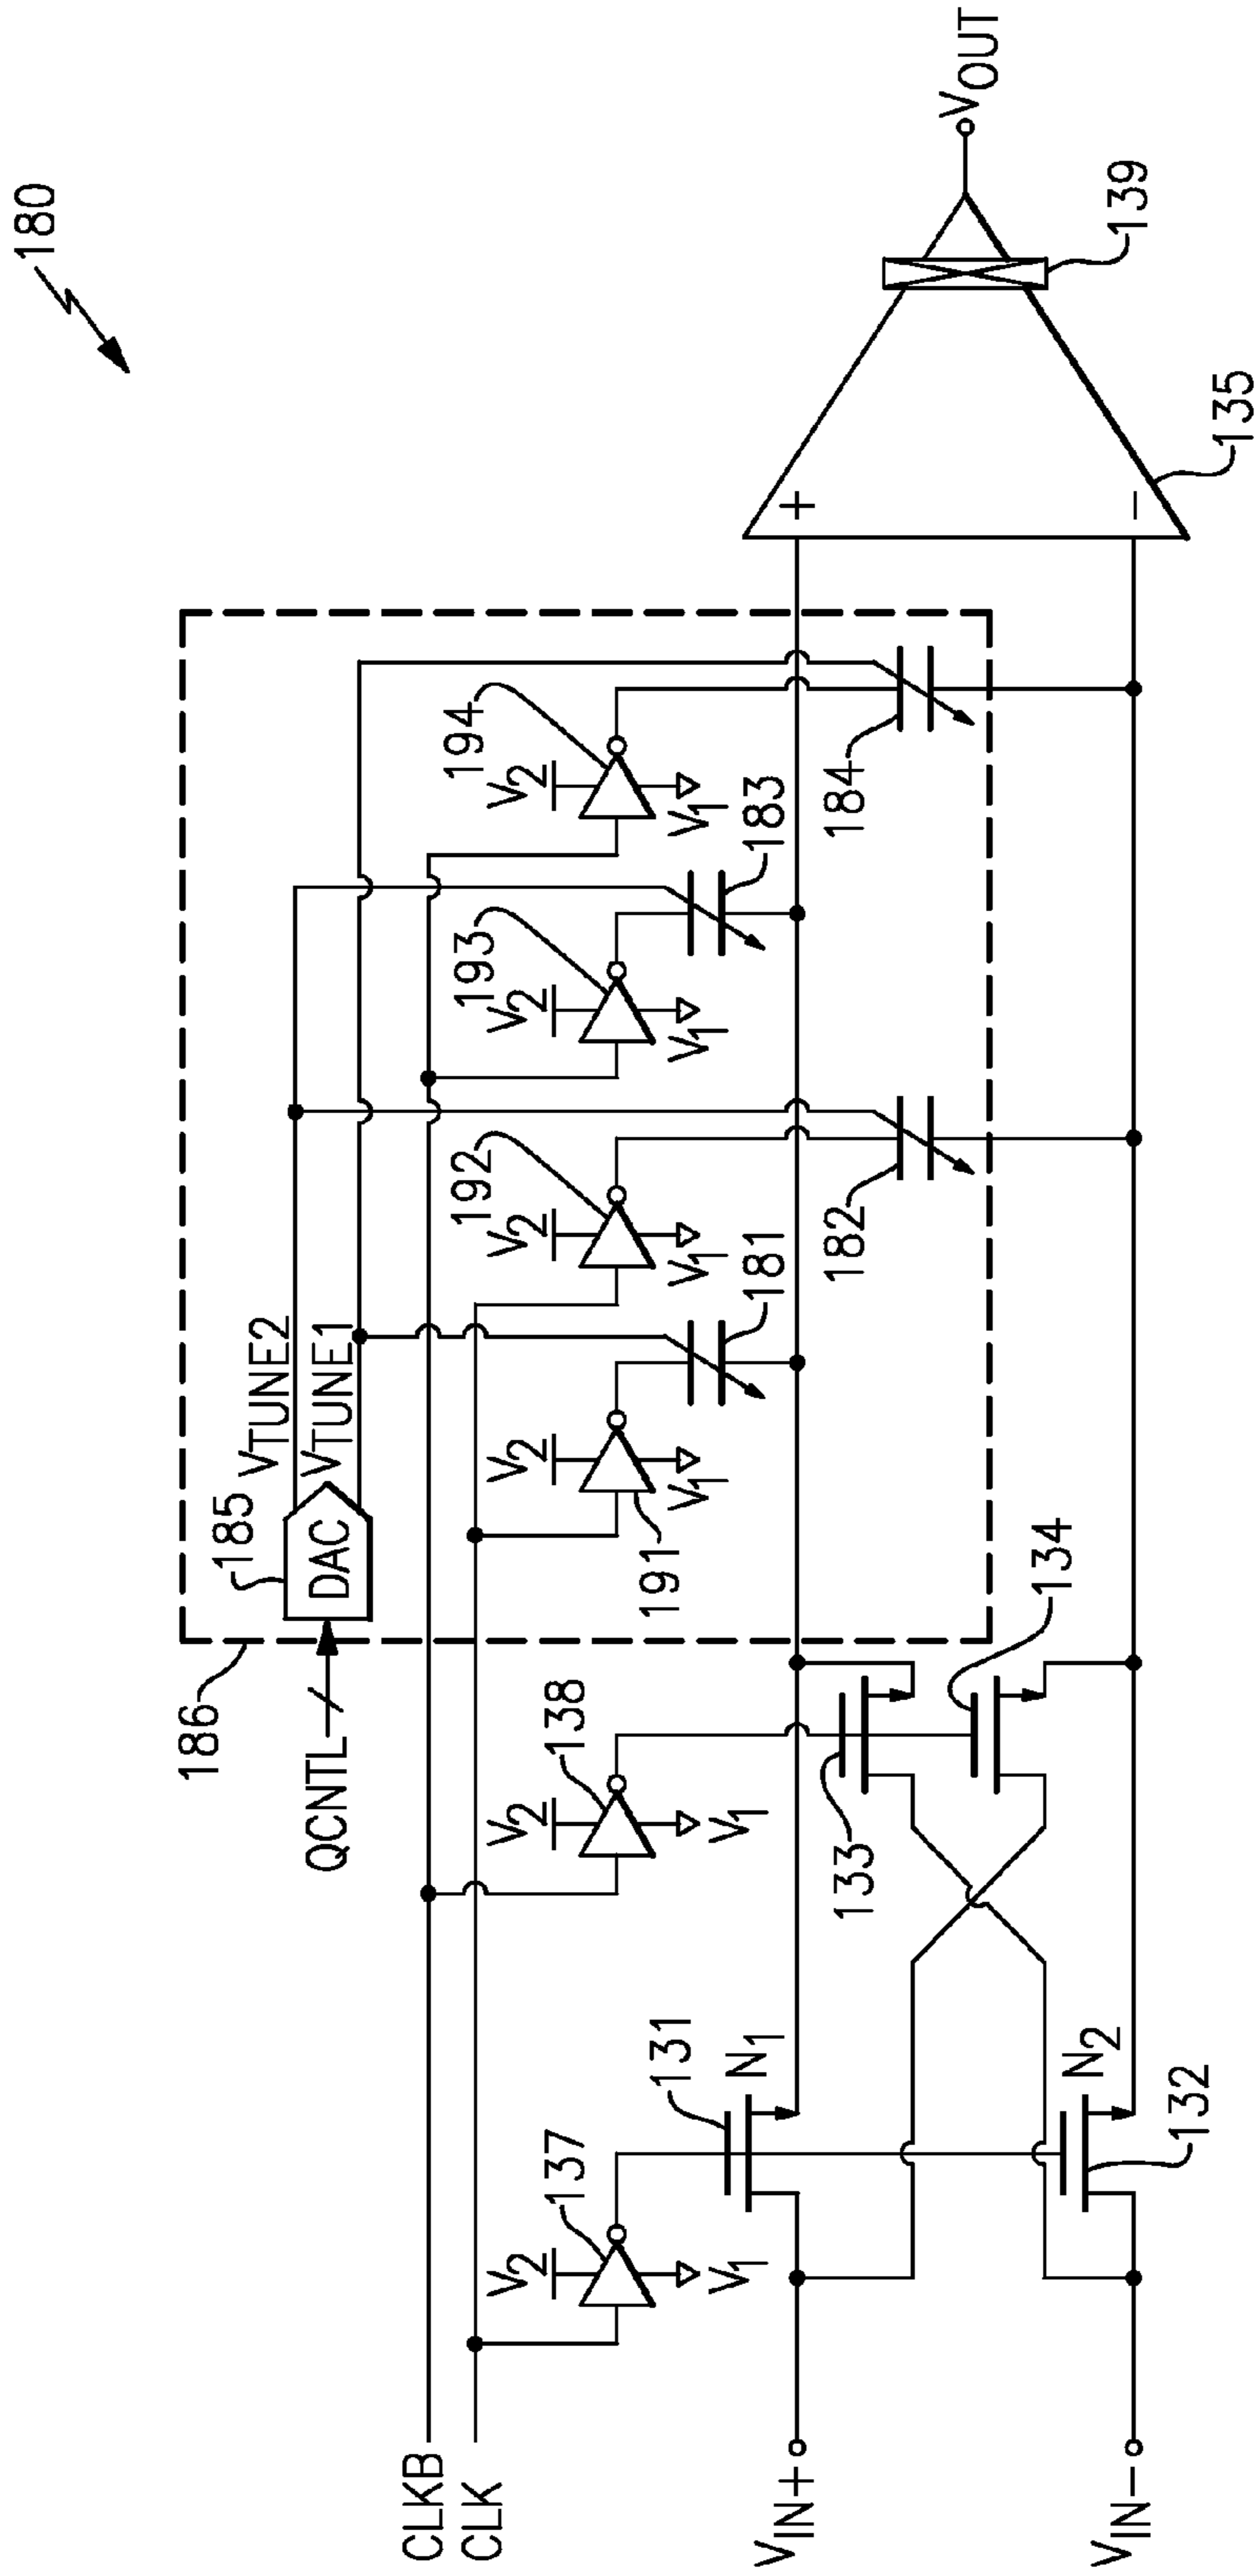 180
186
185
DAC
QCNTL
VTUNE2
VTUNE1
CLKB
CLK
V2
137
V1
V2
138
V1
V2
191
V1
V2
192
V1
V2
193
V1
V2
194
V1
181
182
183
184
131
N1
133
134
N2
132
VIN+
VIN−
+
−
135
139
VOUT